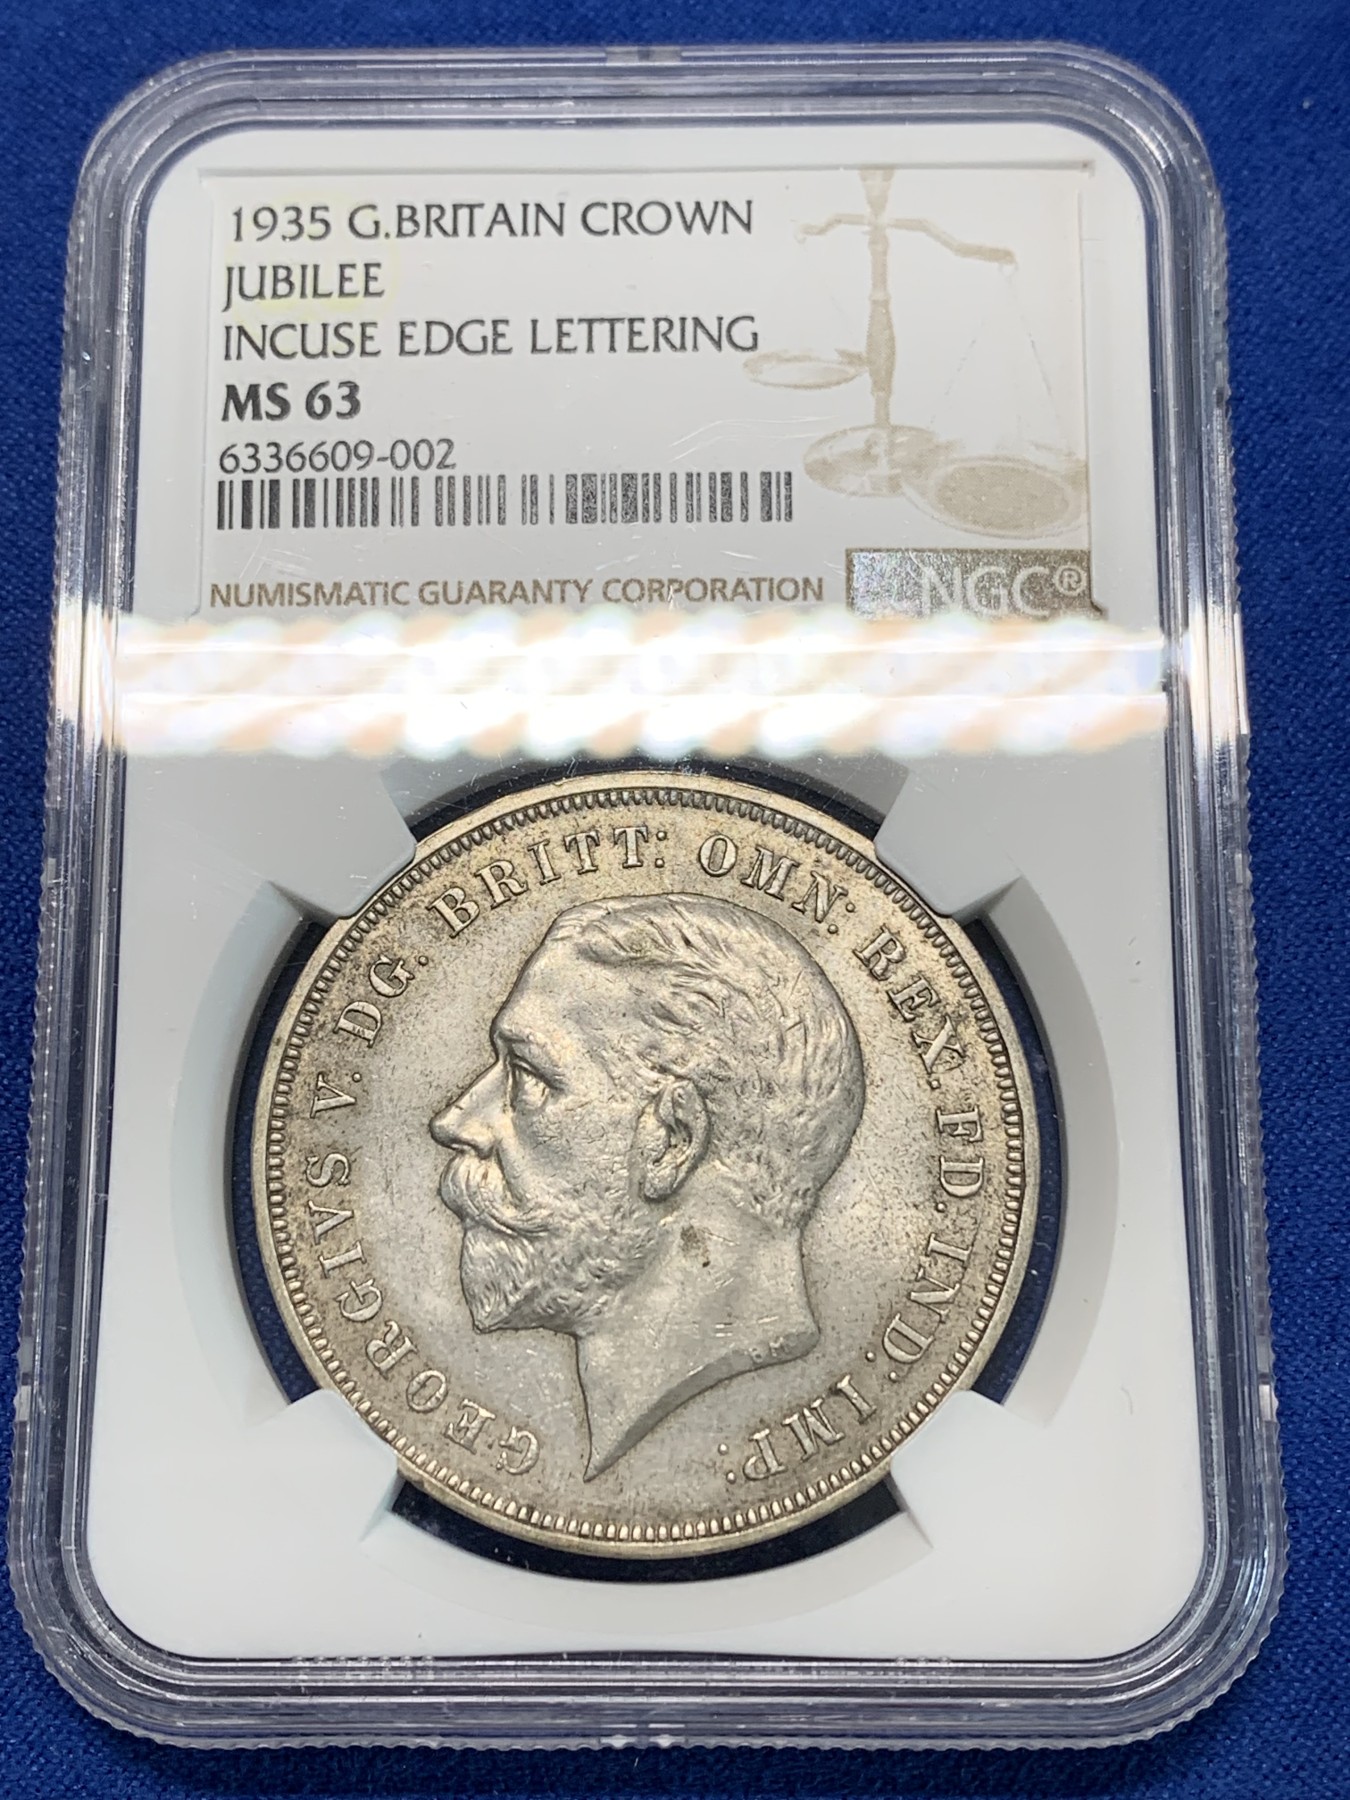 1935 G.BRITAIN CROWN
JUBILEE
INCUSE EDGE LETTERING
MS 63
6336609-002
NUMISMATIC GUARANTY CORPORATION
NGC®
GEORGIVS V. DG. BRITT: OMN: REX. FD. IND: IMP:
BM